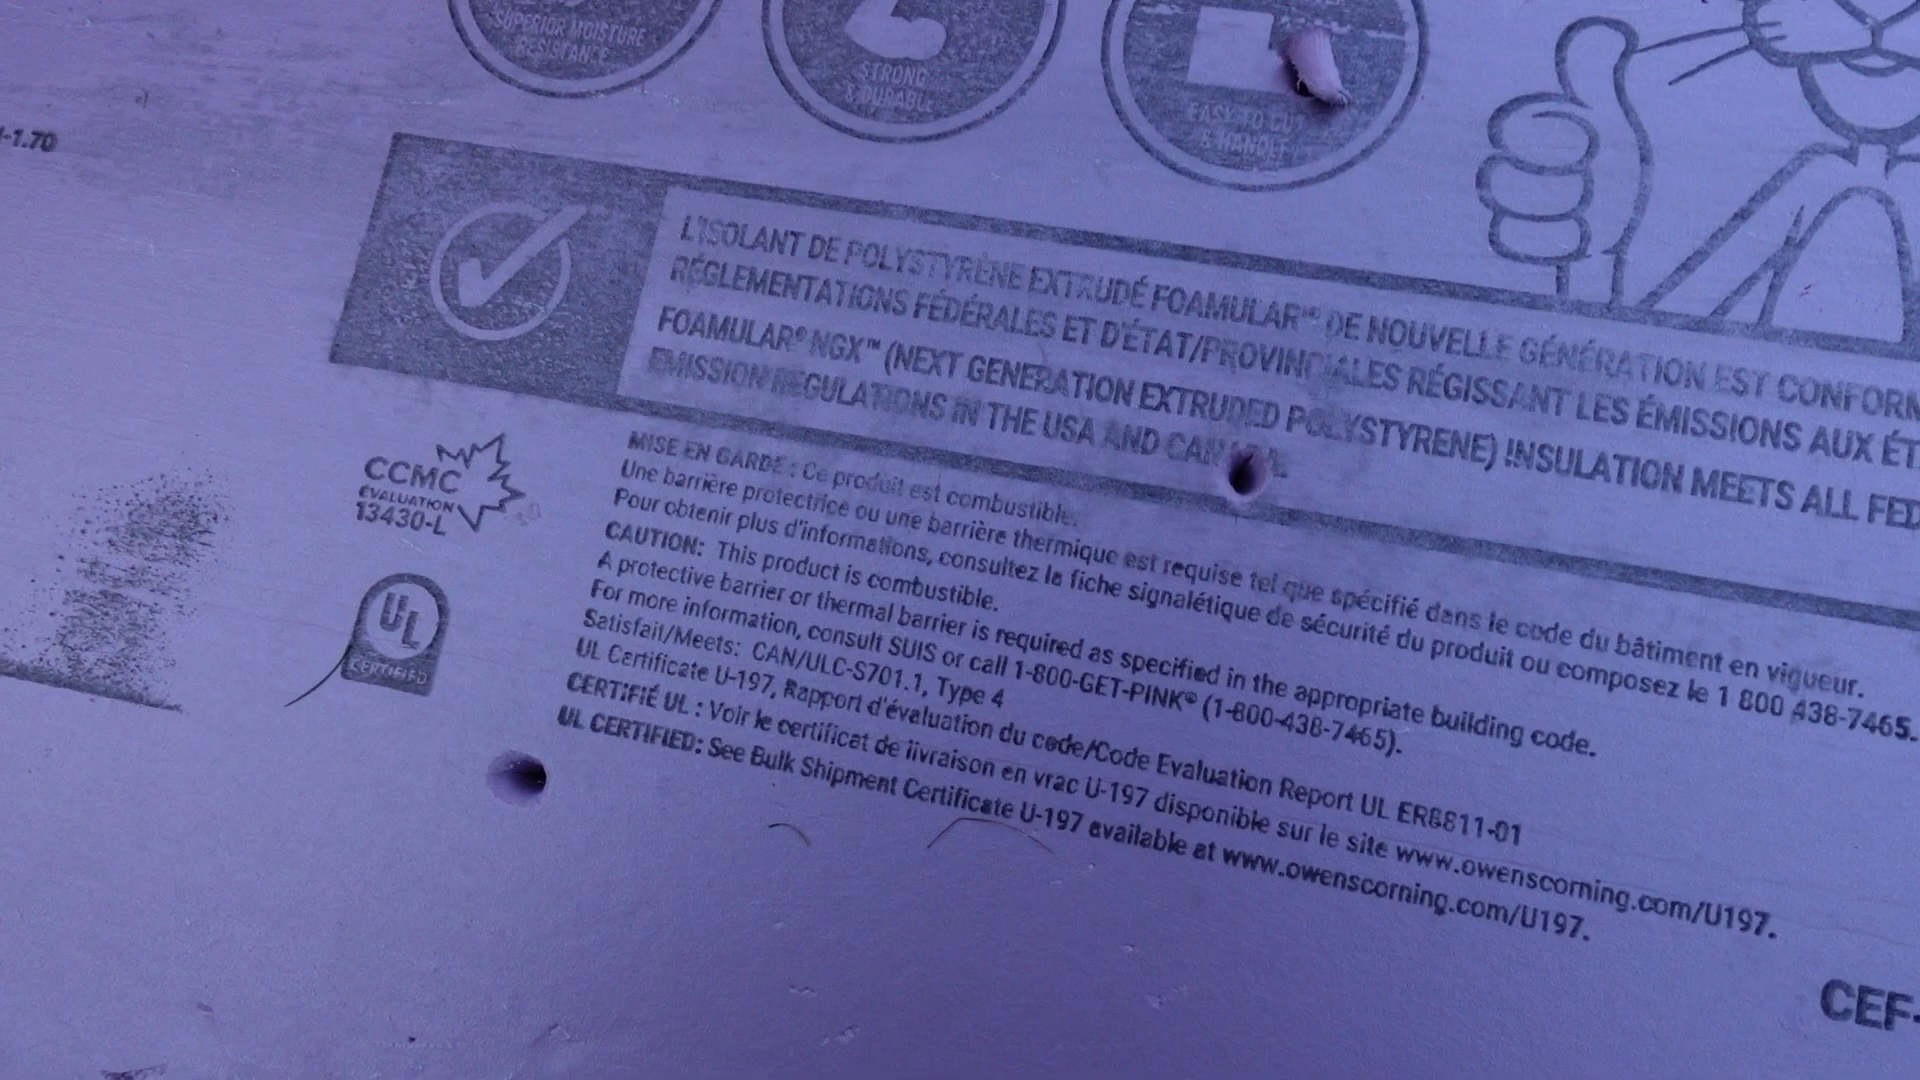 SUPERIOR MOISTURE
RESISTANCE
STRONG
& DURABLE
EASY TO CUT
& HANDLE
-1.70
L'ISOLANT DE POLYSTYRÈNE EXTRUDÉ FOAMULAR DE NOUVELLE GÉNÉRATION EST CONFORM
RÉGLEMENTATIONS FÉDÉRALES ET D'ÉTAT/PROVINCIALES RÉGISSANT LES ÉMISSIONS AUX ÉT
FOAMULAR® NGX™ (NEXT GENERATION EXTRUDED POLYSTYRENE) INSULATION MEETS ALL FED
EMISSION REGULATIONS IN THE USA AND
CCMC
EVALUATION
13430-L
UL
CERTIFIED
MISE EN GARDE : Ce produit est combustible.
Une barrière protectrice ou une barrière thermique est requise tel que spécifié dans le code du bâtiment en vigueur.
Pour obtenir plus d'informations, consultez la fiche signalétique de sécurité du produit ou composez le 1 800 438-7465.
CAUTION: This product is combustible.
A protective barrier or thermal barrier is required as specified in the appropriate building code.
For more information, consult SUIS or call 1-800-GET-PINK® (1-800-438-7465).
Satisfait/Meets: CAN/ULC-S701.1, Type 4
UL Certificate U-197, Rapport d'évaluation du code/Code Evaluation Report UL ER8811-01
CERTIFIÉ UL : Voir le certificat de livraison en vrac U-197 disponible sur le site www.owenscorning.com/U197.
UL CERTIFIED: See Bulk Shipment Certificate U-197 available at www.owenscorning.com/U197.
CEF-